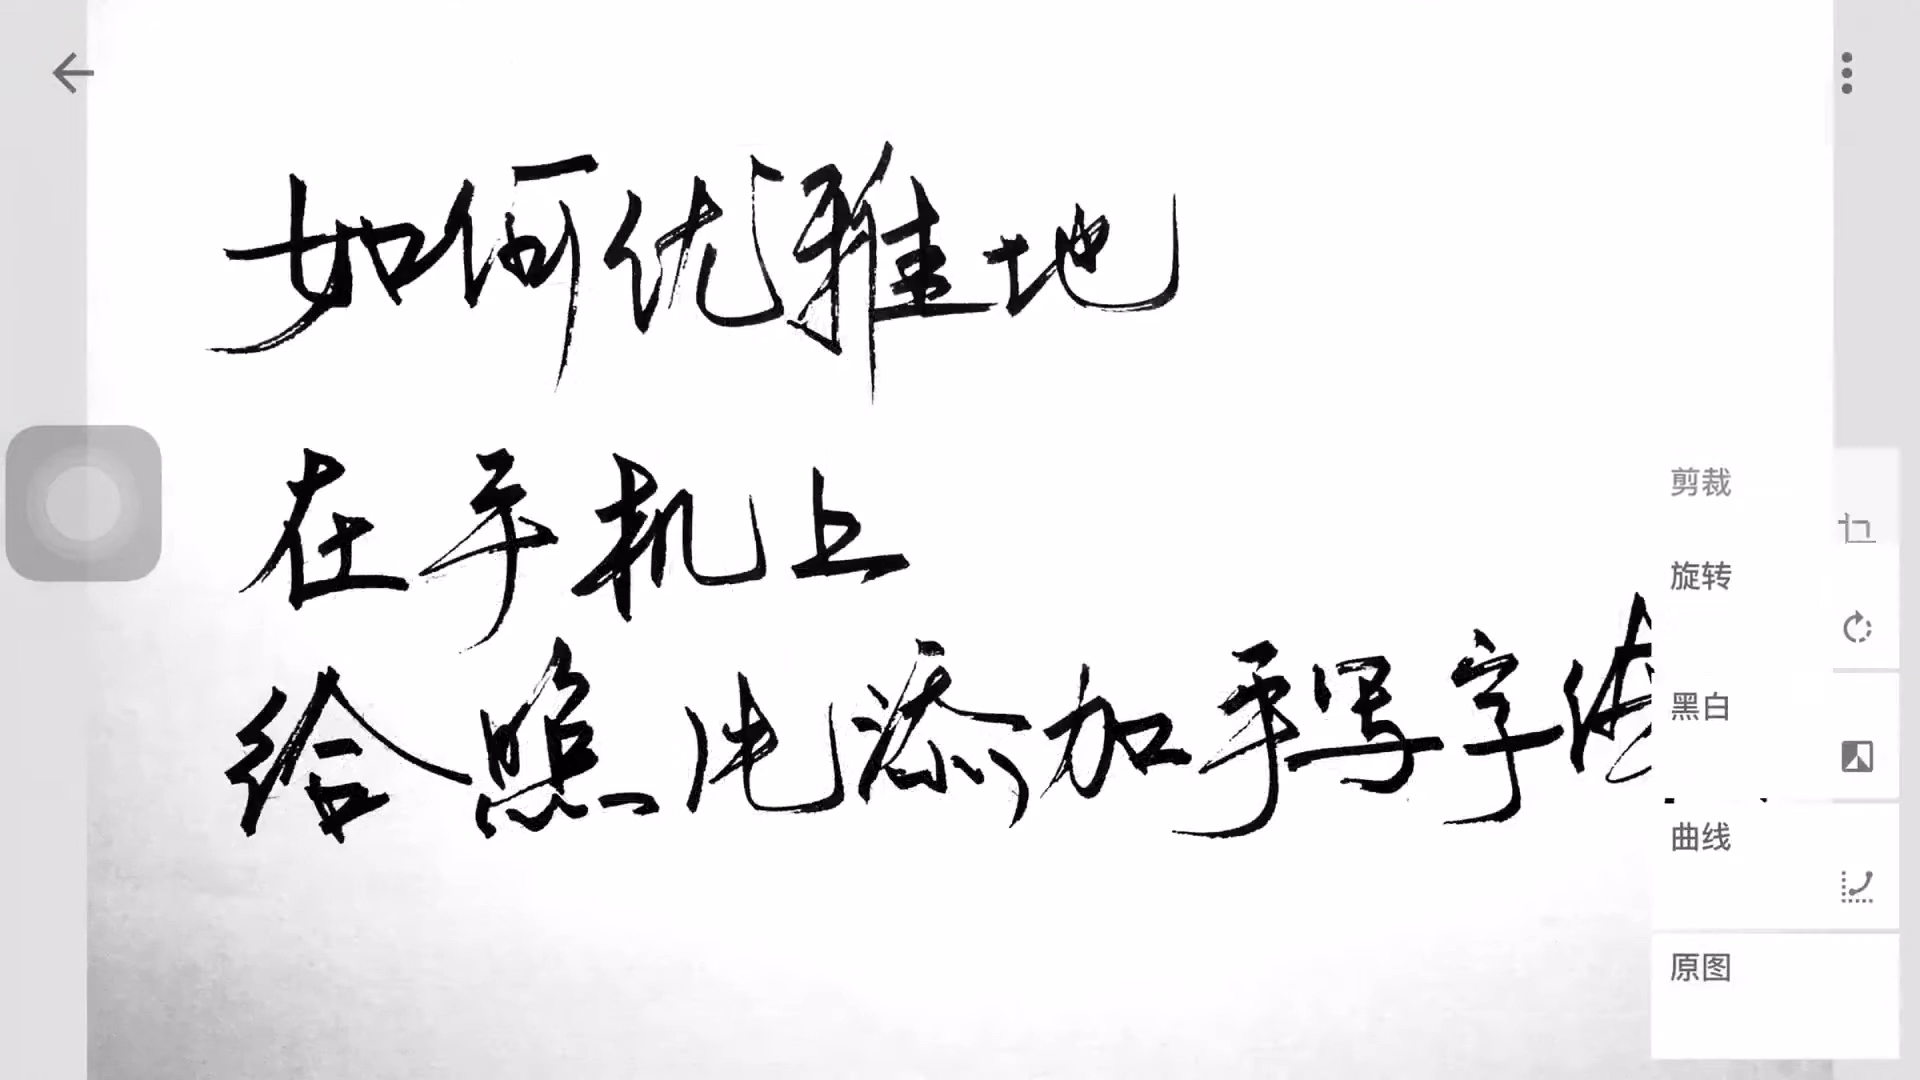 如何优雅地
在手机上
给照片添加手写字体
剪裁
旋转
黑白
曲线
原图